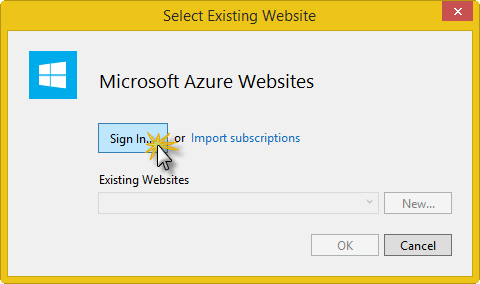 Select Existing Website
Microsoft Azure Websites
Sign In... or Import subscriptions
Existing Websites
New...
OK Cancel